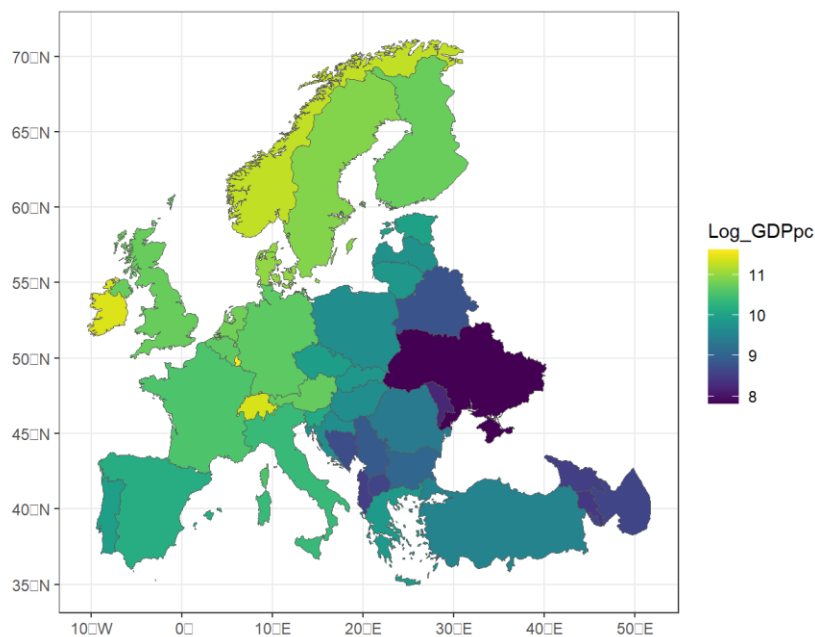 70□N
65□N
60□N
55□N
50□N
45□N
40□N
35□N
10□W
0□
10□E
20□E
30□E
40□E
50□E
Log_GDPpc
11
10
9
8